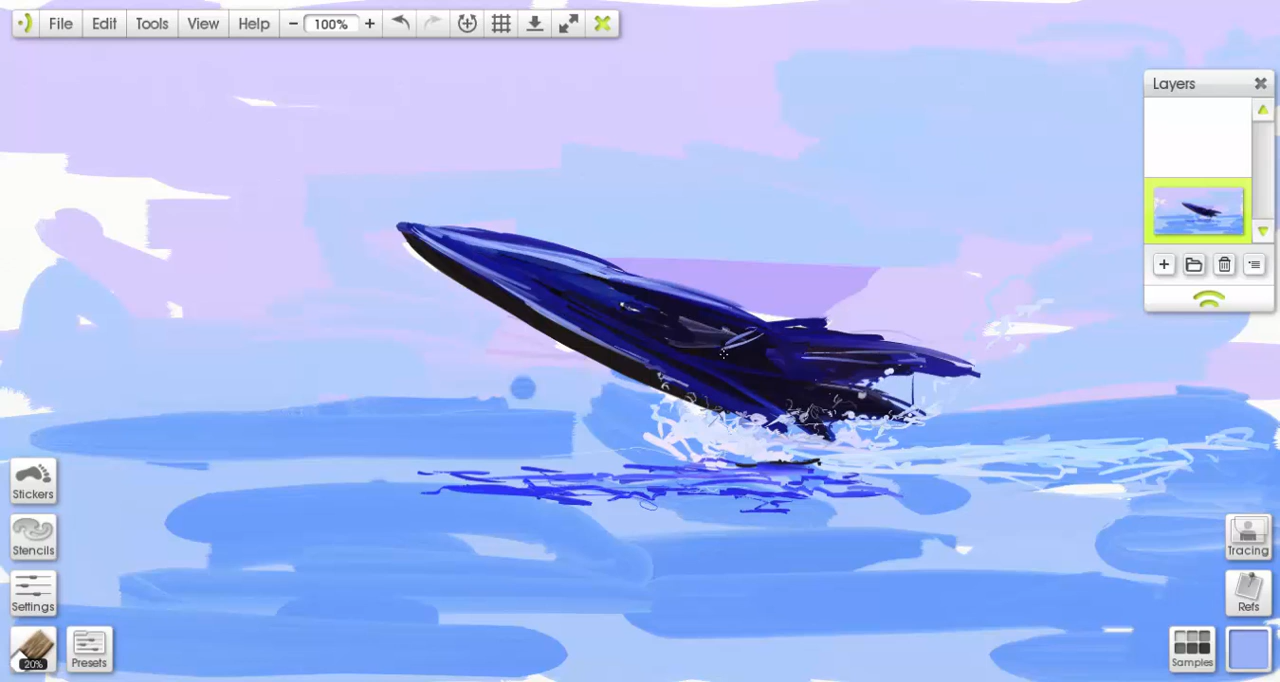 File Edit Tools View Help − 100% +
Layers
Stickers
Stencils
Settings
20%
Presets
Tracing
Refs
Samples